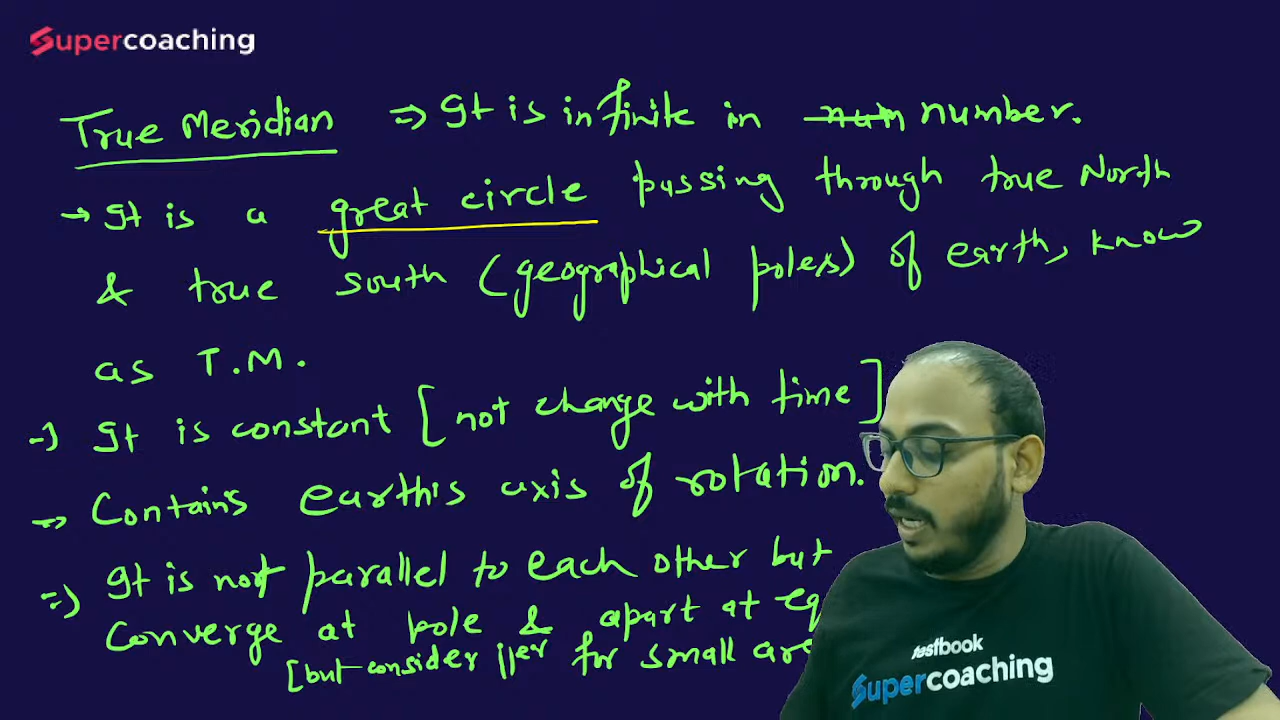 Supercoaching
True Meridian => It is infinite in num number.
→ It is a great circle passing through true North
& true south (geographical poles) of earth, know
as T.M.
→ It is constant [not change with time]
=> Contains earth's axis of rotation.
=> It is not parallel to each other but
Converge at pole & apart at eq
[but consider ||er for small are
testbook
Supercoaching